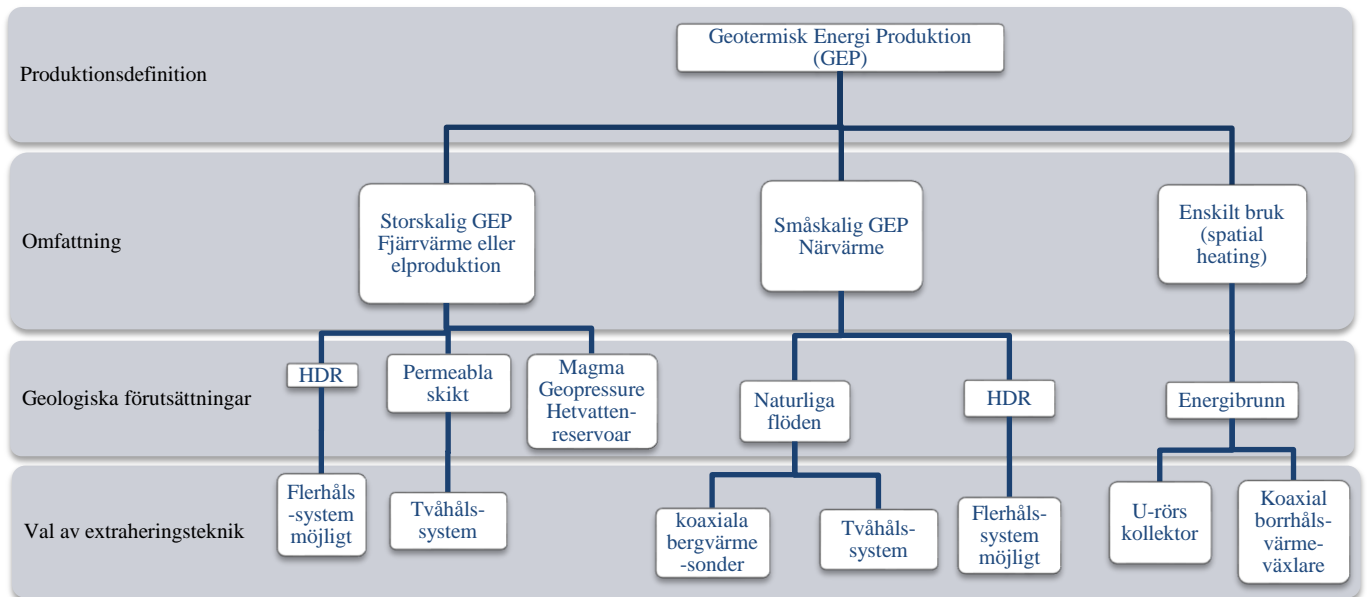 Geotermisk Energi Produktion
(GEP)
Produktionsdefinition
Omfattning
Storskalig GEP
Fjärrvärme eller
elproduktion
Småskalig GEP
Närvärme
Enskilt bruk
(spatial
heating)
Geologiska förutsättningar
HDR
Permeabla
skikt
Magma
Geopressure
Hetvatten-
reservoar
Naturliga
flöden
HDR
Energibrunn
Val av extraheringsteknik
Flerhåls
-system
möjligt
Tvåhåls-
system
koaxiala
bergvärme
-sonder
Tvåhåls-
system
Flerhåls-
system
möjligt
U-rörs
kollektor
Koaxial
borrhåls-
värme-
växlare